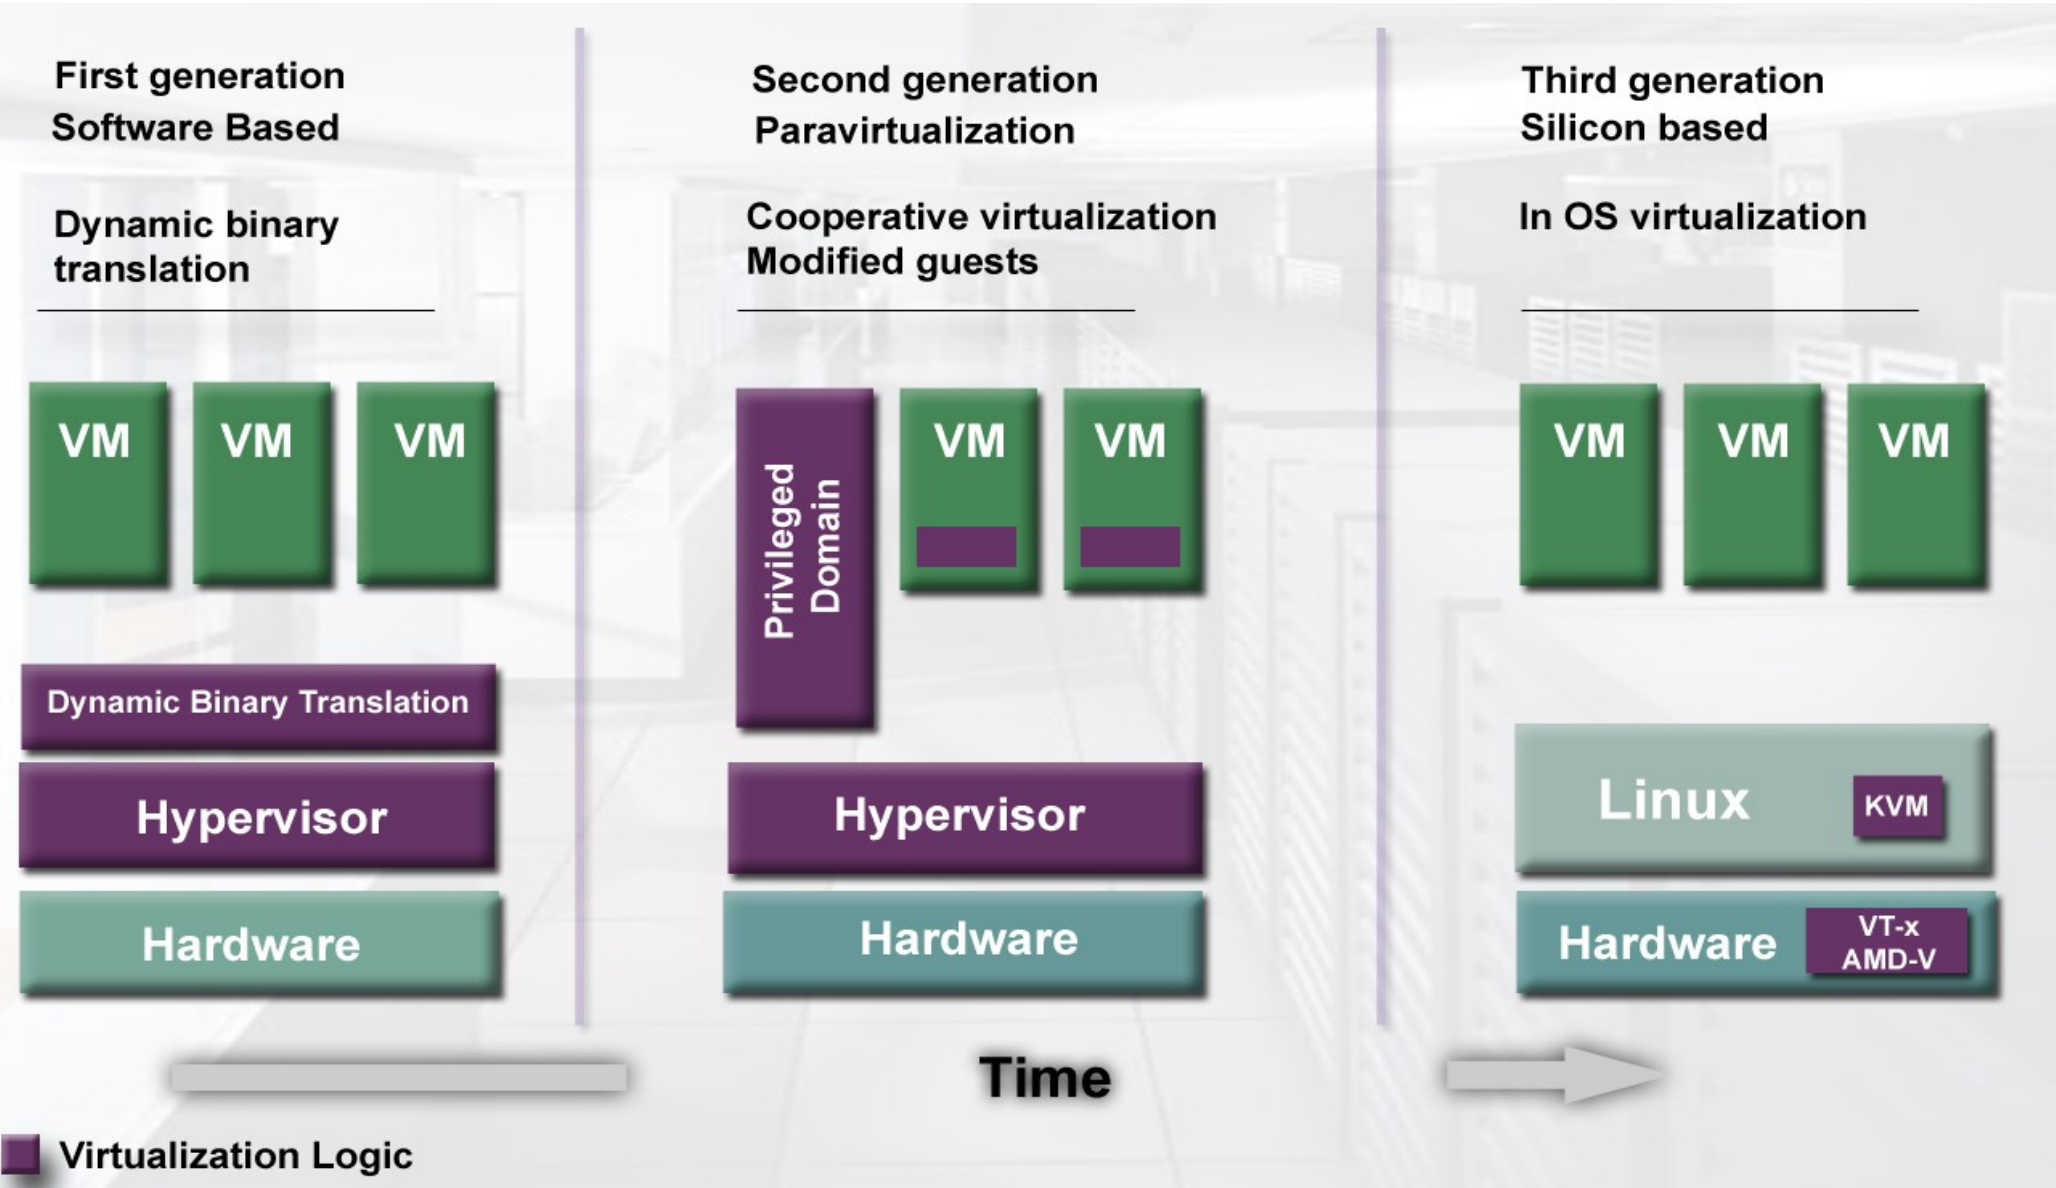 First generation
Software Based
Dynamic binary
translation
VM
VM
VM
Dynamic Binary Translation
Hypervisor
Hardware
Second generation
Paravirtualization
Cooperative virtualization
Modified guests
Privileged
Domain
VM
VM
Hypervisor
Hardware
Third generation
Silicon based
In OS virtualization
VM
VM
VM
Linux
KVM
Hardware
VT-x
AMD-V
Time
Virtualization Logic